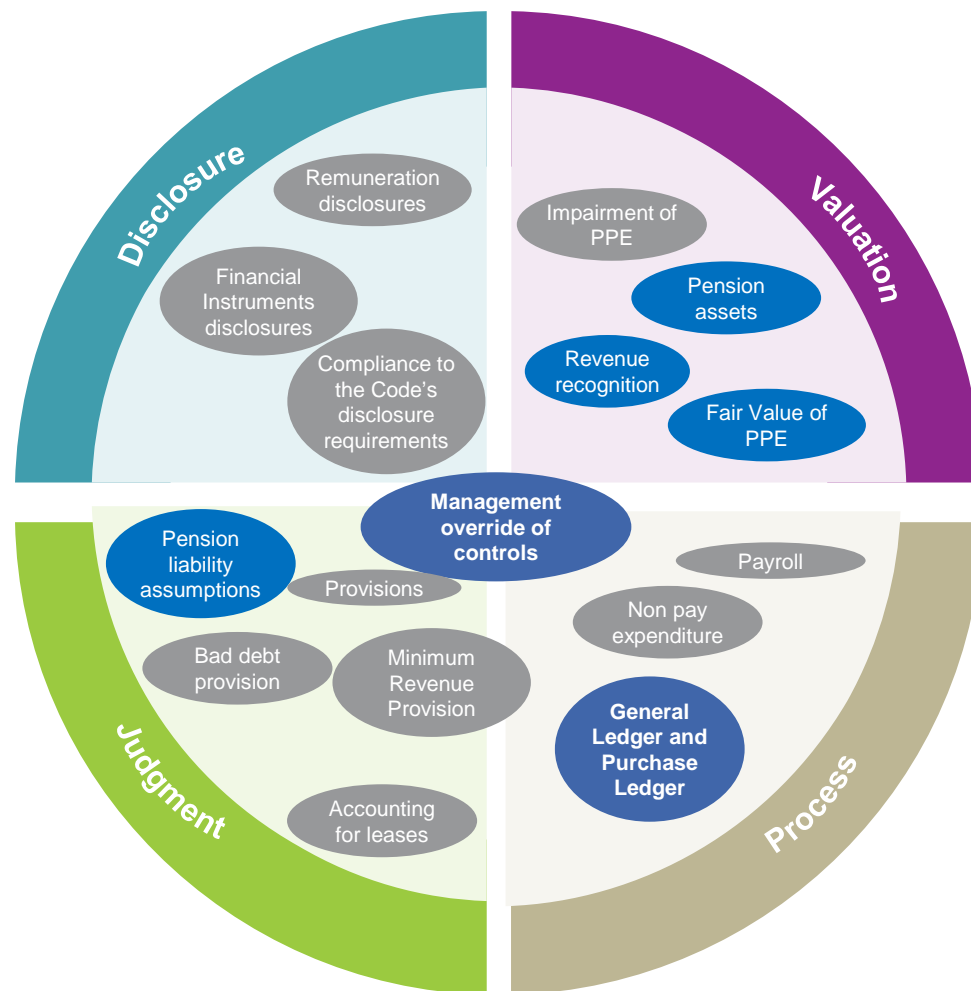 Disclosure
Remuneration
disclosures
Financial
Instruments
disclosures
Compliance to
the Code’s
disclosure
requirements
Valuation
Impairment of
PPE
Pension
assets
Revenue
recognition
Fair Value of
PPE
Management
override of
controls
Judgment
Pension
liability
assumptions
Provisions
Bad debt
provision
Minimum
Revenue
Provision
Accounting
for leases
Process
Payroll
Non pay
expenditure
General
Ledger and
Purchase
Ledger